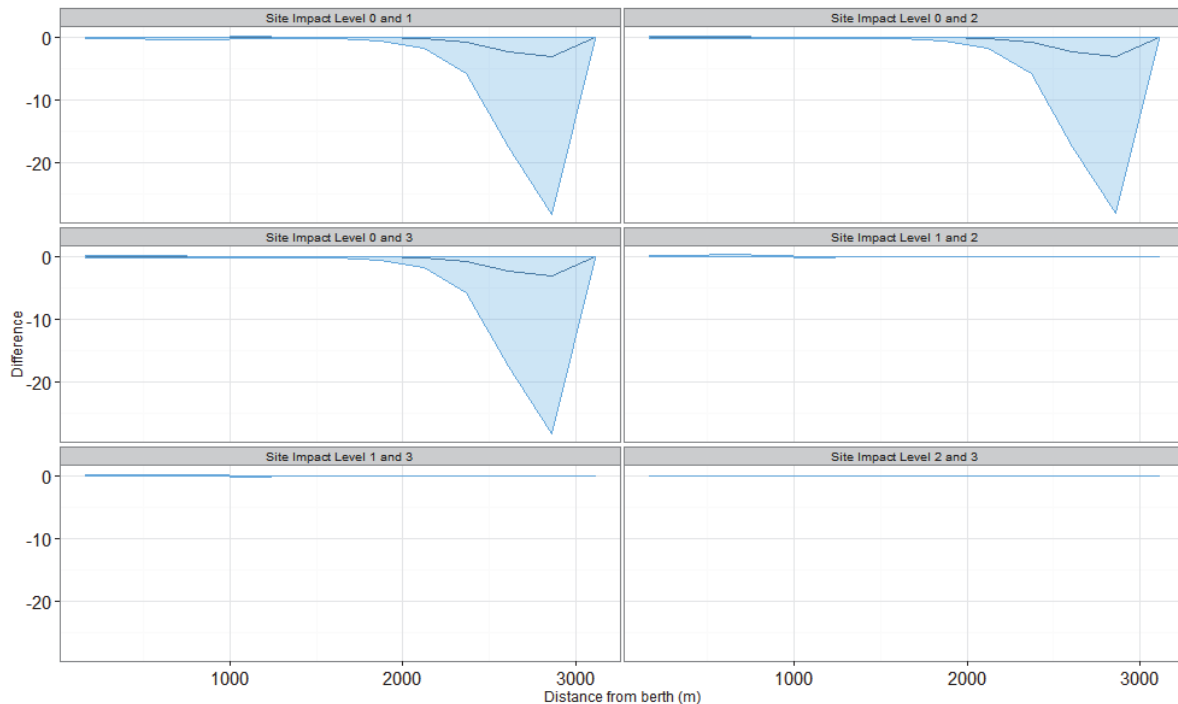 Site Impact Level 0 and 1
Site Impact Level 0 and 2
0
-10
-20
Site Impact Level 0 and 3
Site Impact Level 1 and 2
0
-10
-20
Difference
Site Impact Level 1 and 3
Site Impact Level 2 and 3
0
-10
-20
1000 2000 3000 1000 2000 3000
Distance from berth (m)